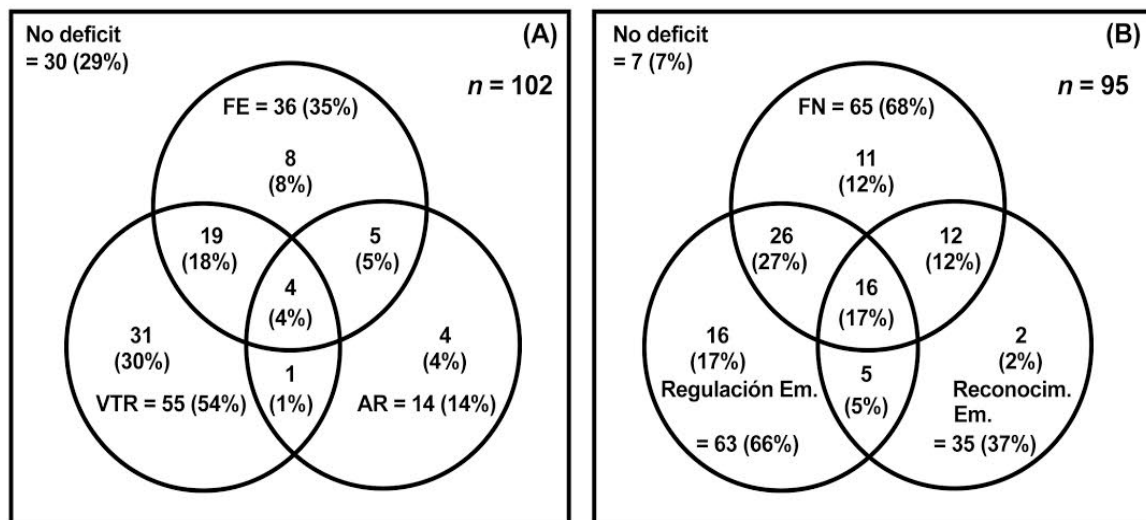 No deficit
= 30 (29%)
(A)
n = 102
FE = 36 (35%)
8
(8%)
19
(18%)
5
(5%)
4
(4%)
31
(30%)
4
(4%)
1
(1%)
VTR = 55 (54%)
AR = 14 (14%)
No deficit
= 7 (7%)
(B)
n = 95
FN = 65 (68%)
11
(12%)
26
(27%)
12
(12%)
16
(17%)
16
(17%)
2
(2%)
5
(5%)
Regulación Em.
= 63 (66%)
Reconocim.
Em.
= 35 (37%)